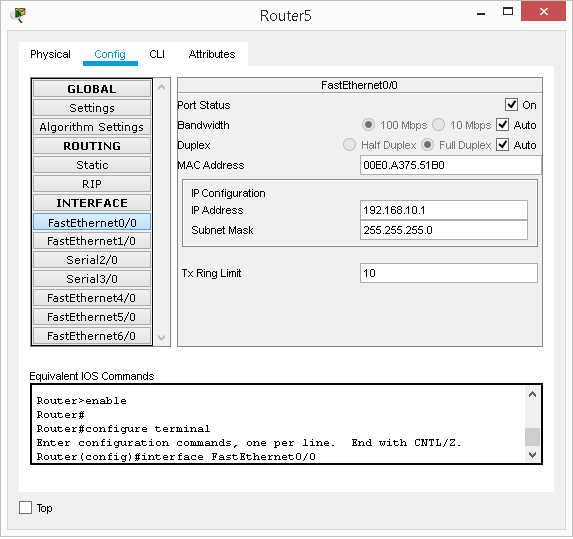 Router5
Physical Config CLI Attributes
GLOBAL
Settings
Algorithm Settings
ROUTING
Static
RIP
INTERFACE
FastEthernet0/0
FastEthernet1/0
Serial2/0
Serial3/0
FastEthernet4/0
FastEthernet5/0
FastEthernet6/0
FastEthernet0/0
Port Status On
Bandwidth 100 Mbps 10 Mbps Auto
Duplex Half Duplex Full Duplex Auto
MAC Address 00E0.A375.51B0
IP Configuration
IP Address 192.168.10.1
Subnet Mask 255.255.255.0
Tx Ring Limit 10
Equivalent IOS Commands
Router>enable
Router#
Router#configure terminal
Enter configuration commands, one per line. End with CNTL/Z.
Router(config)#interface FastEthernet0/0
Top